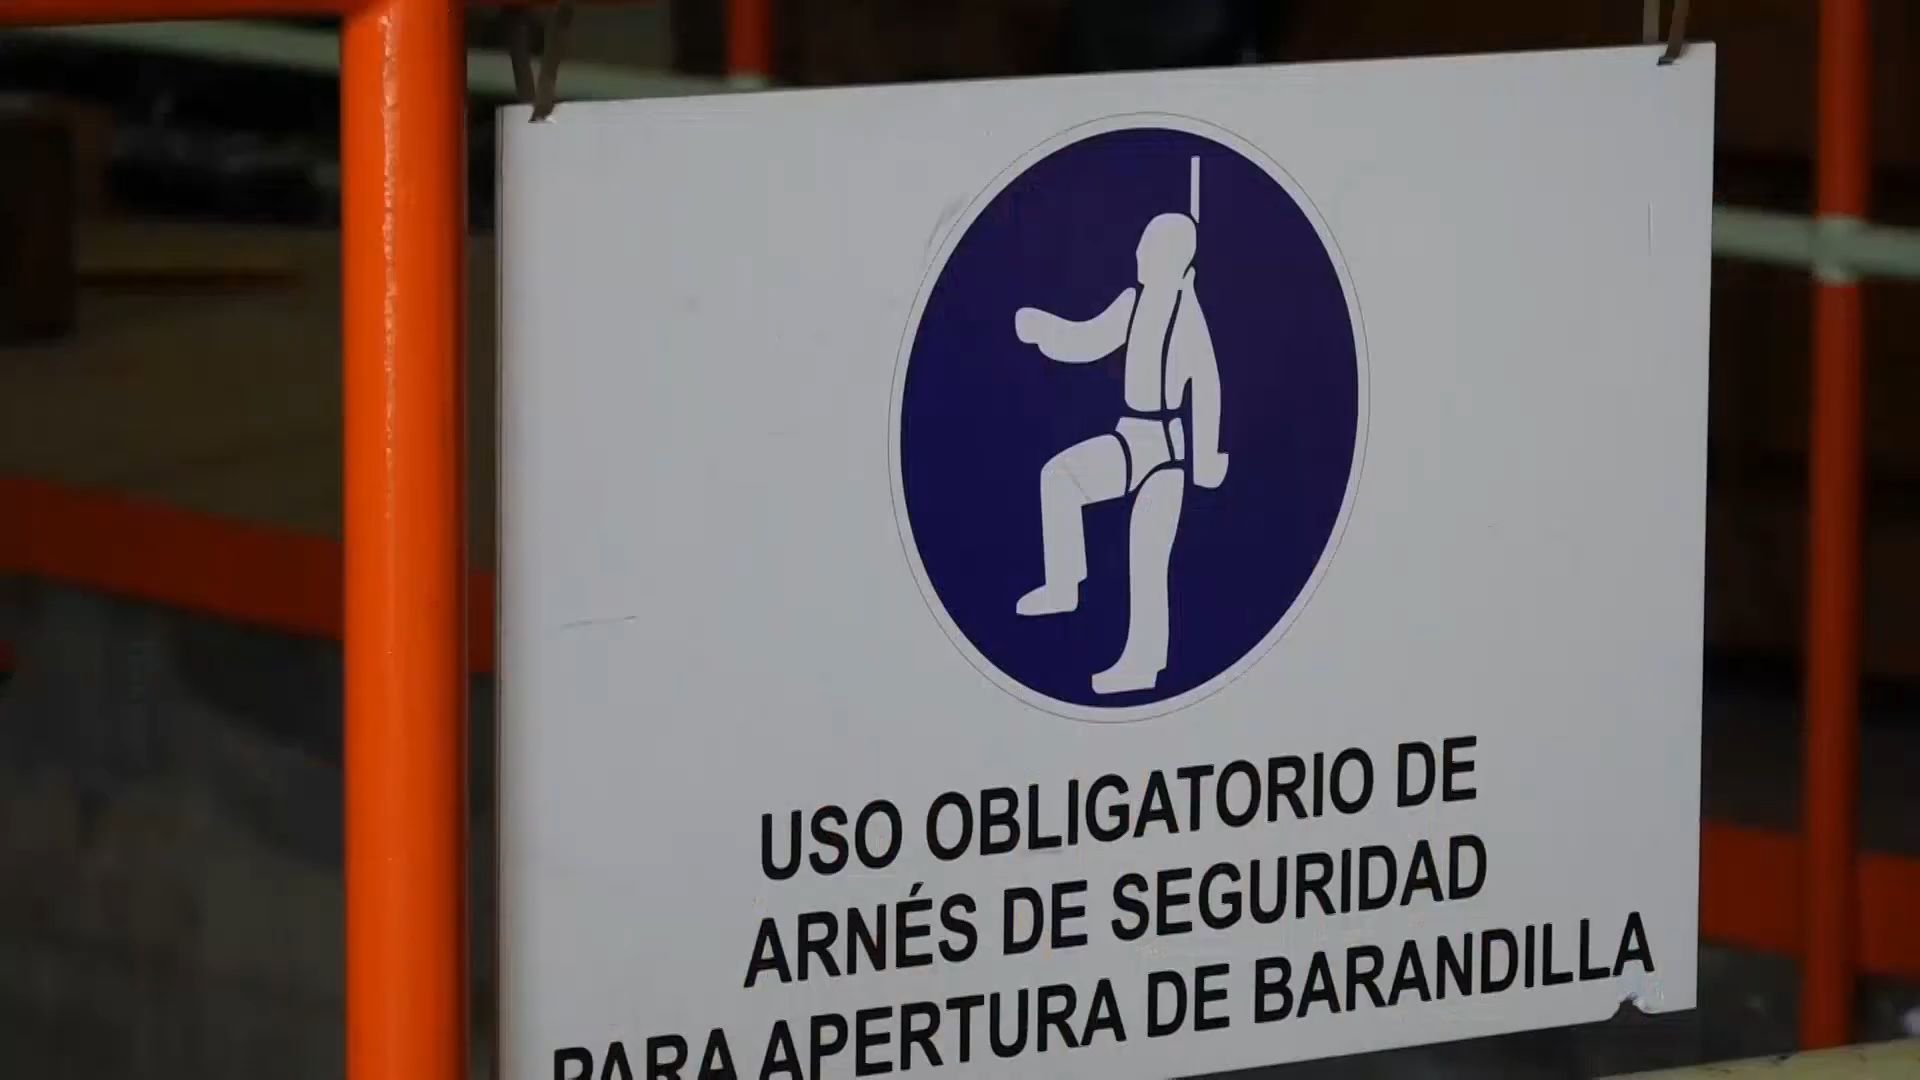 USO OBLIGATORIO DE
ARNÉS DE SEGURIDAD
PARA APERTURA DE BARANDILLA